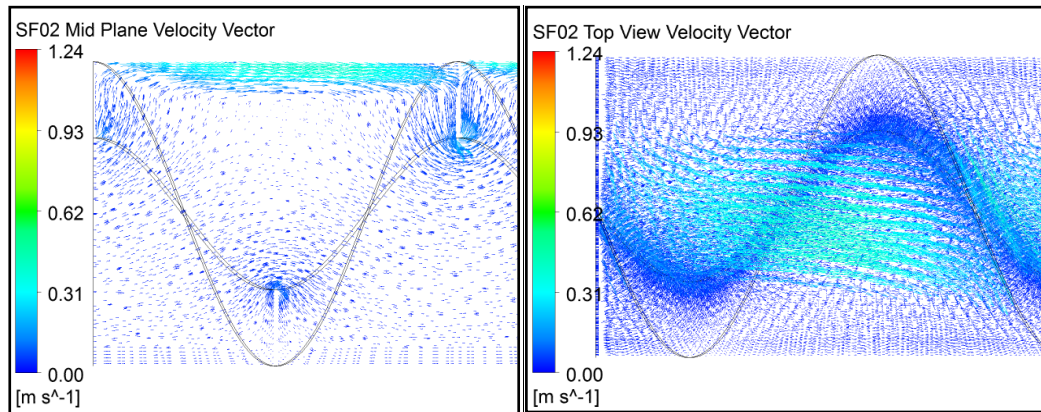 SF02 Mid Plane Velocity Vector
1.24
0.93
0.62
0.31
0.00
[m s^-1]
SF02 Top View Velocity Vector
1.24
0.93
0.62
0.31
0.00
[m s^-1]